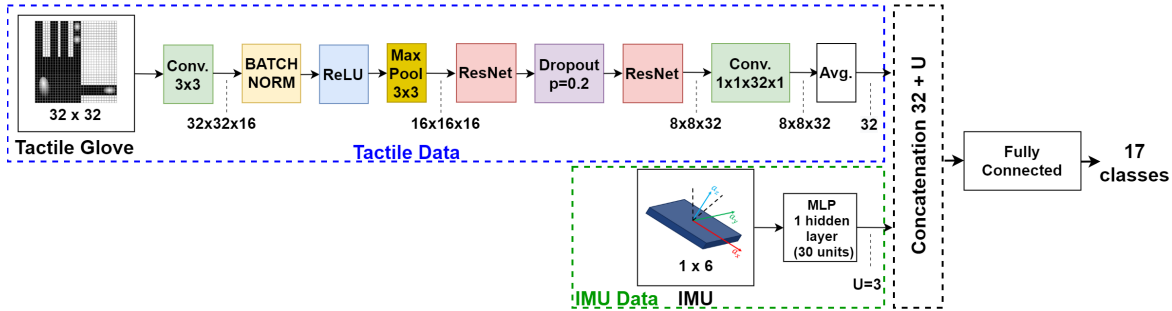 32 x 32
Tactile Glove
Conv.
3x3
32x32x16
BATCH
NORM
ReLU
Max
Pool
3x3
16x16x16
ResNet
Dropout
p=0.2
ResNet
8x8x32
Conv.
1x1x32x1
8x8x32
Avg.
32
Tactile Data
1 x 6
IMU
MLP
1 hidden
layer
(30 units)
U=3
IMU Data
Concatenation 32 + U
Fully
Connected
17
classes